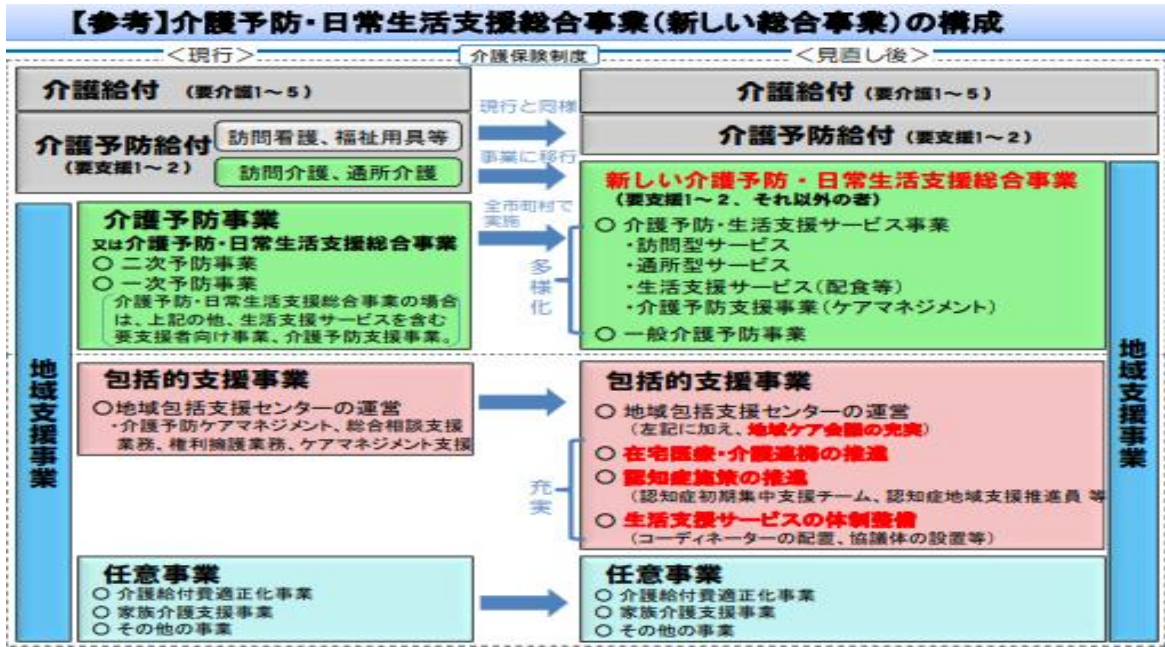 【参考】介護予防・日常生活支援総合事業(新しい総合事業)の構成
<現行>
介護保険制度
<見直し後>
介護給付 (要介護1~5)
介護予防給付
(要支援1~2)
訪問看護、福祉用具等
訪問介護、通所介護
現行と同様
事業に移行
全市町村で
実施
多様化
介護給付 (要介護1~5)
介護予防給付 (要支援1~2)
新しい介護予防・日常生活支援総合事業
(要支援1~2、それ以外の者)
○ 介護予防・生活支援サービス事業
・訪問型サービス
・通所型サービス
・生活支援サービス(配食等)
・介護予防支援事業(ケアマネジメント)
○ 一般介護予防事業
介護予防事業
又は介護予防・日常生活支援総合事業
○ 二次予防事業
○ 一次予防事業
介護予防・日常生活支援総合事業の場合
は、上記の他、生活支援サービスを含む
要支援者向け事業、介護予防支援事業。
地域支援事業
包括的支援事業
○地域包括支援センターの運営
・介護予防ケアマネジメント、総合相談支援
業務、権利擁護業務、ケアマネジメント支援
充実
包括的支援事業
○ 地域包括支援センターの運営
(左記に加え、地域ケア会議の充実)
○ 在宅医療・介護連携の推進
○ 認知症施策の推進
(認知症初期集中支援チーム、認知症地域支援推進員 等
○ 生活支援サービスの体制整備
(コーディネーターの配置、協議体の設置等)
地域支援事業
任意事業
○ 介護給付費適正化事業
○ 家族介護支援事業
○ その他の事業
任意事業
○ 介護給付費適正化事業
○ 家族介護支援事業
○ その他の事業